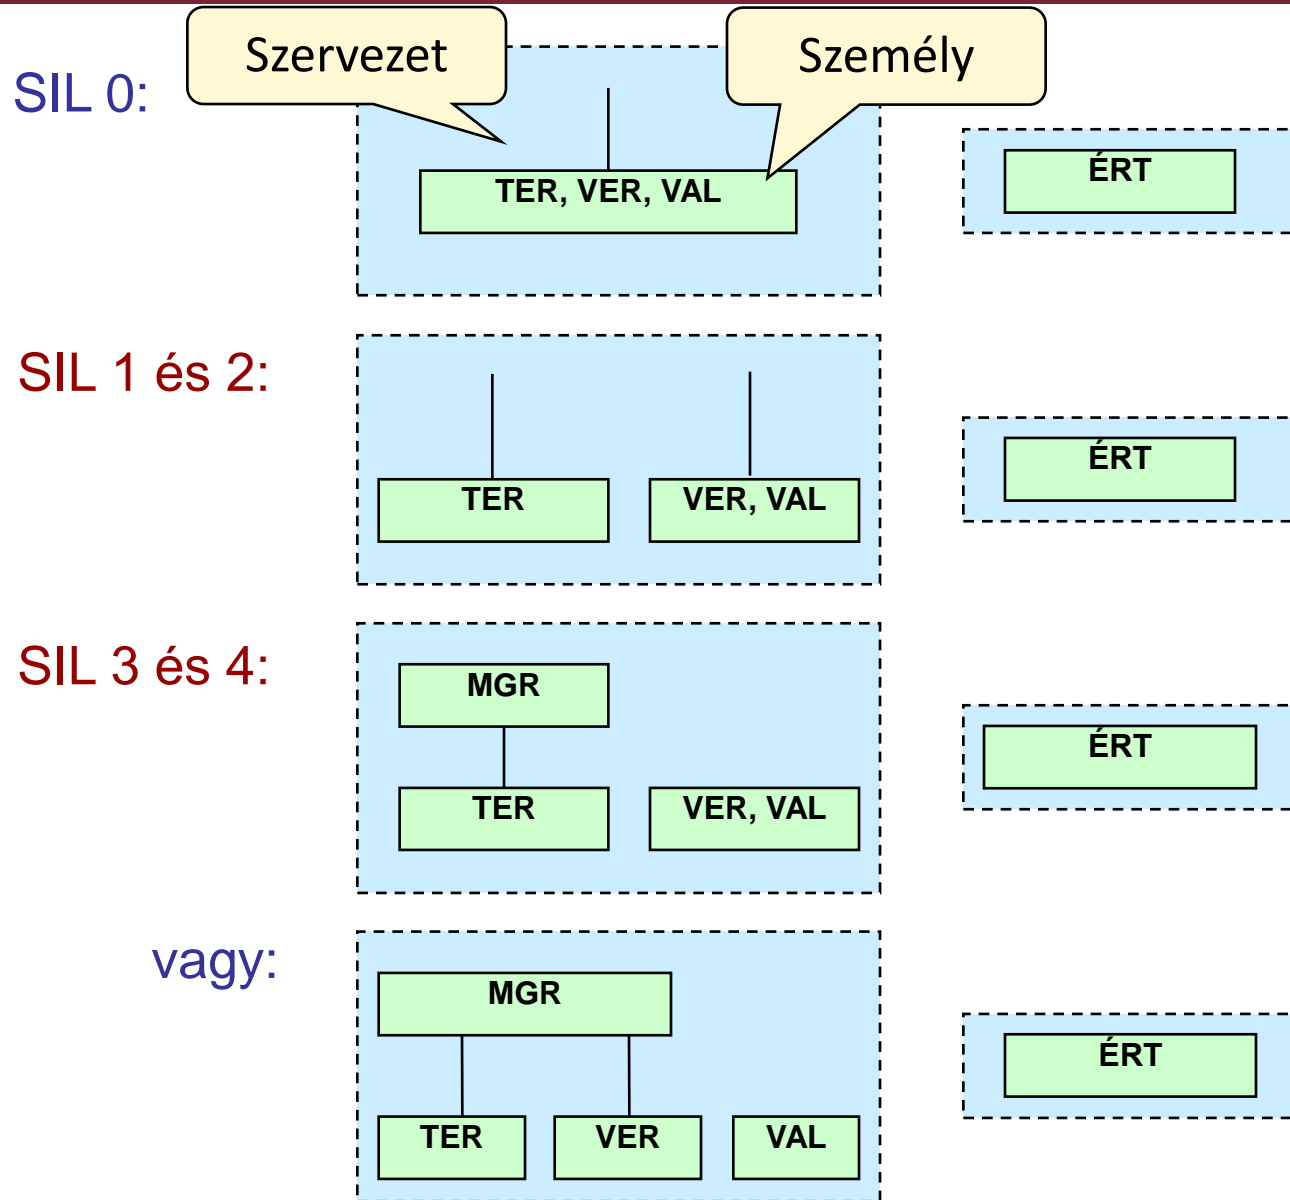 Szervezet
Személy
SIL 0:
TER, VER, VAL
ÉRT
SIL 1 és 2:
TER
VER, VAL
ÉRT
SIL 3 és 4:
MGR
TER
VER, VAL
ÉRT
vagy:
MGR
TER
VER
VAL
ÉRT